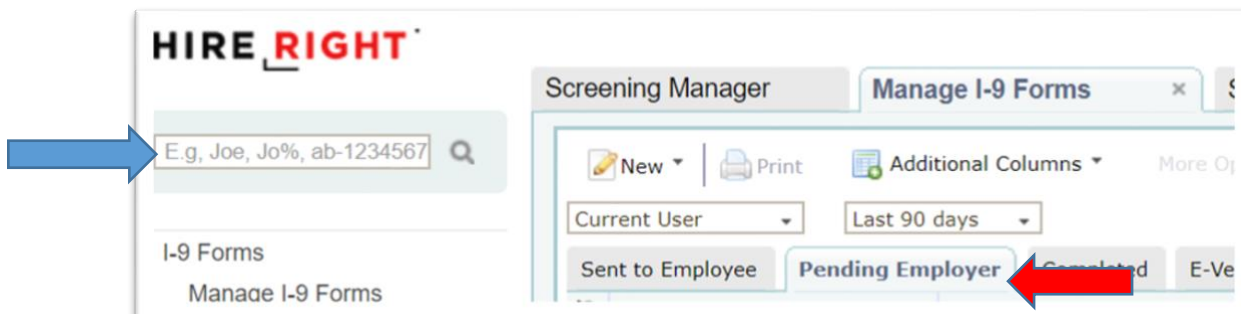 HIRE RIGHT
E.g, Joe, Jo%, ab-1234567
I-9 Forms
Manage I-9 Forms
Screening Manager
Manage I-9 Forms ×
New
Print
Additional Columns
More Op
Current User
Last 90 days
Sent to Employee
Pending Employer
Completed
E-Ve